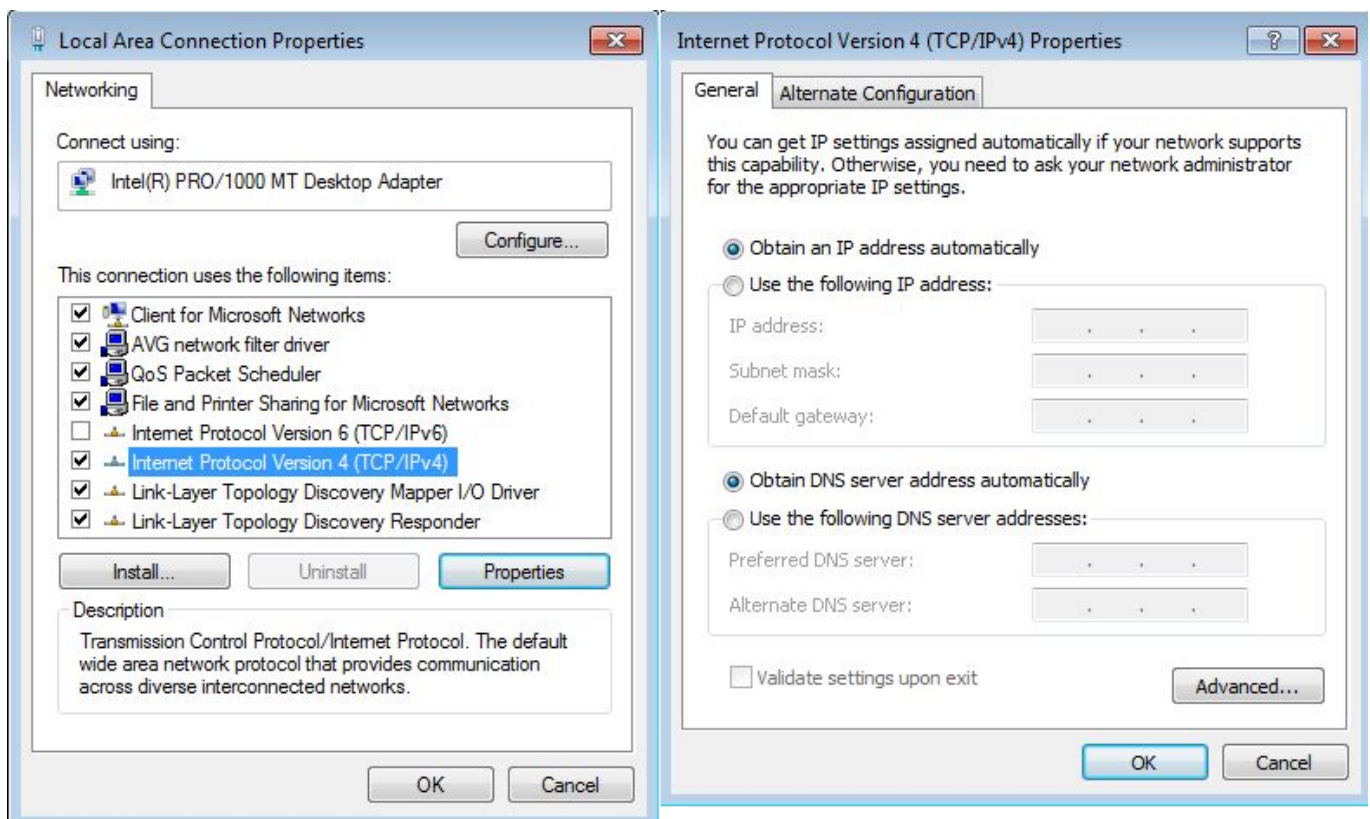 Local Area Connection Properties
Networking
Connect using:
Intel(R) PRO/1000 MT Desktop Adapter
Configure...
This connection uses the following items:
Client for Microsoft Networks
AVG network filter driver
QoS Packet Scheduler
File and Printer Sharing for Microsoft Networks
Internet Protocol Version 6 (TCP/IPv6)
Internet Protocol Version 4 (TCP/IPv4)
Link-Layer Topology Discovery Mapper I/O Driver
Link-Layer Topology Discovery Responder
Install... Uninstall Properties
Description
Transmission Control Protocol/Internet Protocol. The default
wide area network protocol that provides communication
across diverse interconnected networks.
OK Cancel
Internet Protocol Version 4 (TCP/IPv4) Properties
General Alternate Configuration
You can get IP settings assigned automatically if your network supports
this capability. Otherwise, you need to ask your network administrator
for the appropriate IP settings.
Obtain an IP address automatically
Use the following IP address:
IP address: . . .
Subnet mask: . . .
Default gateway: . . .
Obtain DNS server address automatically
Use the following DNS server addresses:
Preferred DNS server: . . .
Alternate DNS server: . . .
Validate settings upon exit
Advanced...
OK Cancel